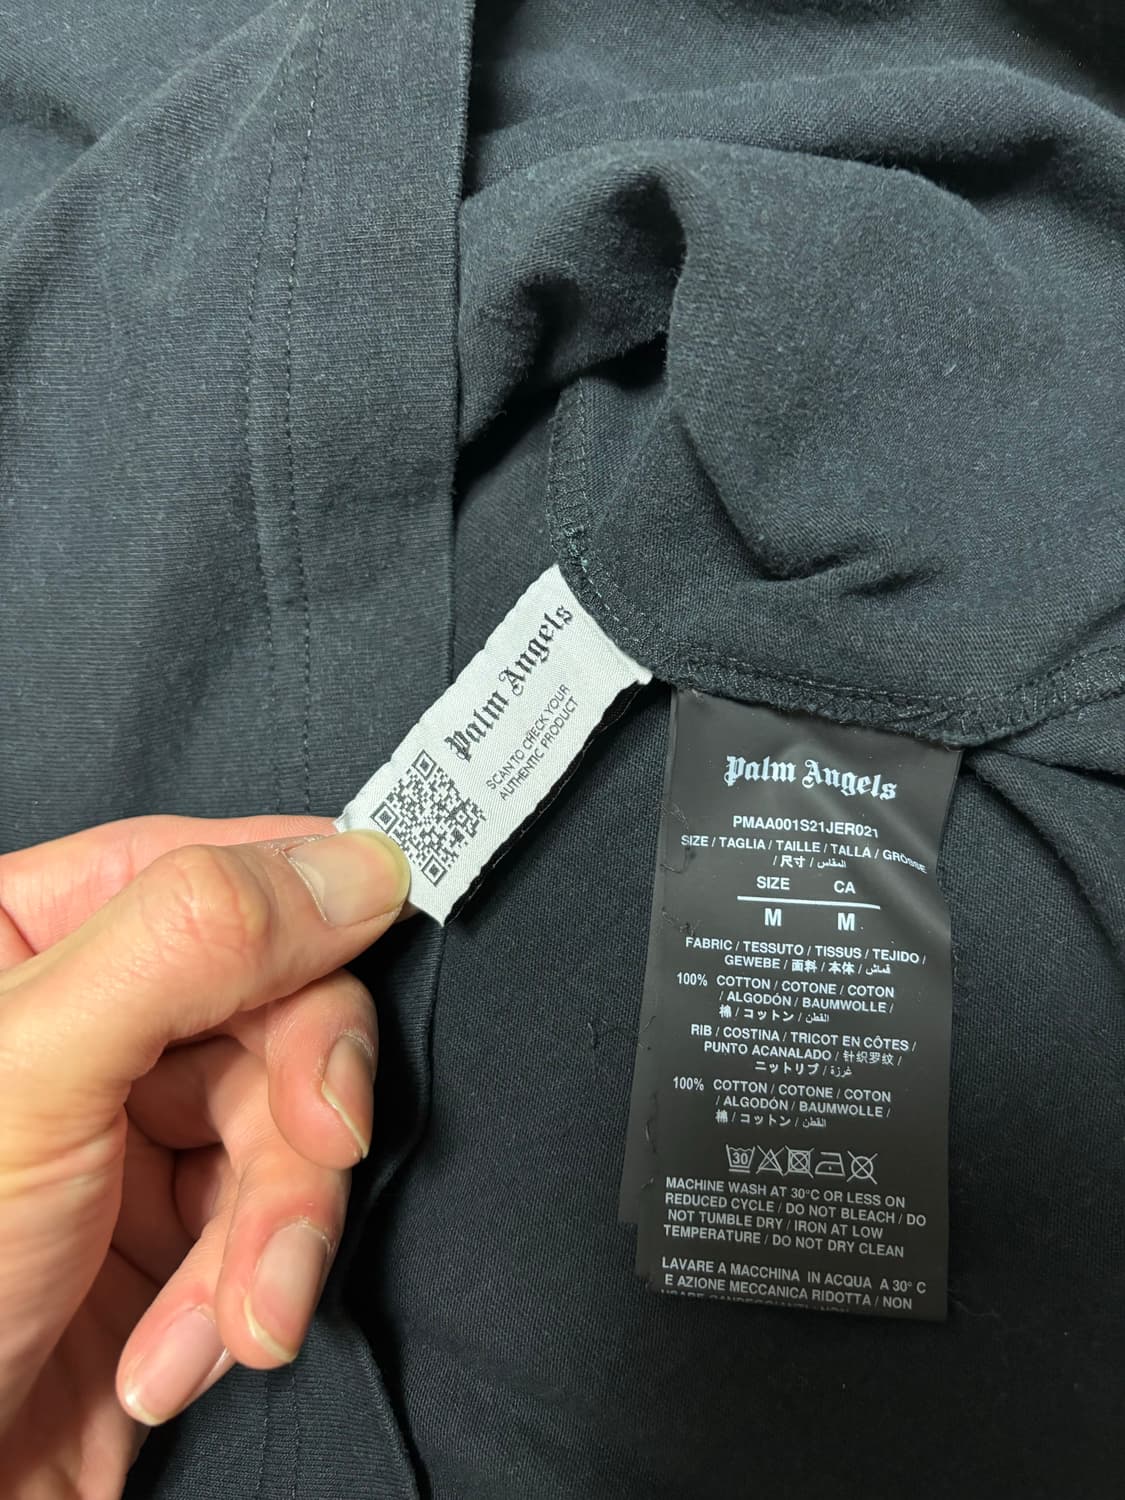 Palm Angels
SCAN TO CHECK YOUR
AUTHENTIC PRODUCT
Palm Angels
PMAA001S21JER021
SIZE / TAGLIA / TAILLE / TALLA / GRÖSSE
/ 尺寸 / المقاس
SIZE CA
M M
FABRIC / TESSUTO / TISSUS / TEJIDO /
GEWEBE / 面料 / 本体 / قماش
100% COTTON / COTONE / COTON
/ ALGODÓN / BAUMWOLLE /
棉 / コットン / القطن
RIB / COSTINA / TRICOT EN CÔTES /
PUNTO ACANALADO / 针织罗纹 /
ニットリブ / غرزة
100% COTTON / COTONE / COTON
/ ALGODÓN / BAUMWOLLE /
棉 / コットン / القطن
30
MACHINE WASH AT 30°C OR LESS ON
REDUCED CYCLE / DO NOT BLEACH / DO
NOT TUMBLE DRY / IRON AT LOW
TEMPERATURE / DO NOT DRY CLEAN
LAVARE A MACCHINA IN ACQUA A 30° C
E AZIONE MECCANICA RIDOTTA / NON